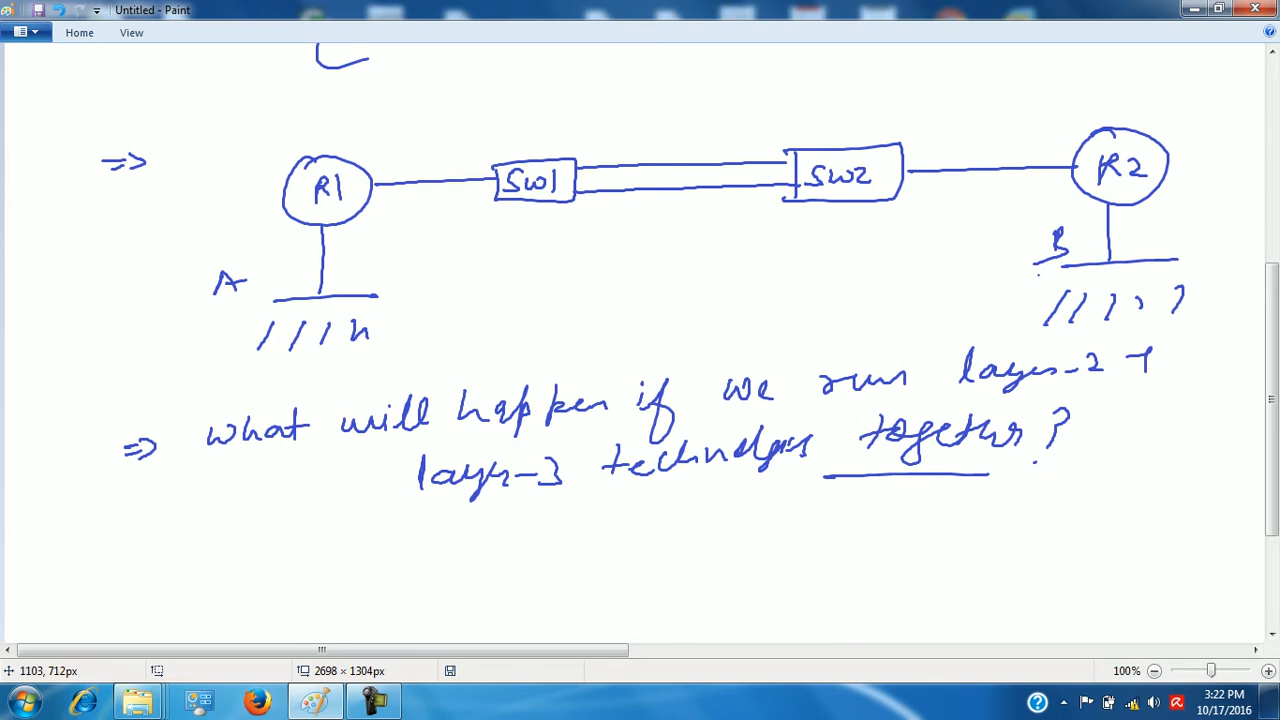 Untitled - Paint
Home View
=>
R1 SW1 SW2 R2
A B
=> what will happen if we run layer-2 +
layer-3 technologies together?
1103, 712px 2698 × 1304px 100%
3:22 PM
10/17/2016